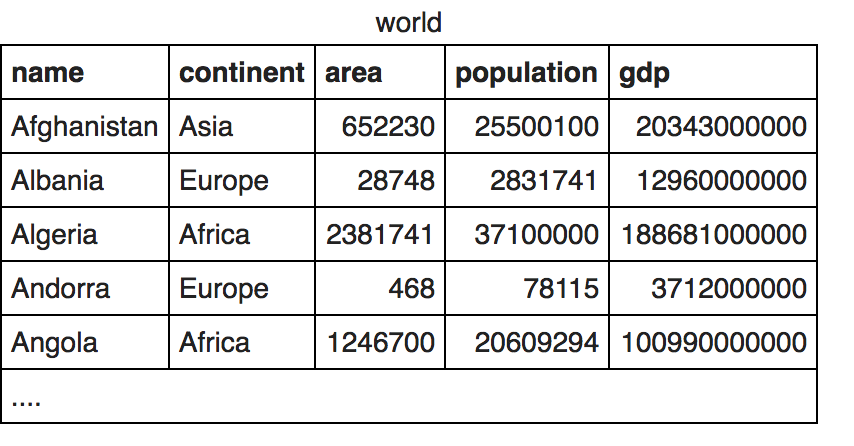 world
name continent area population gdp
Afghanistan Asia 652230 25500100 20343000000
Albania Europe 28748 2831741 12960000000
Algeria Africa 2381741 37100000 188681000000
Andorra Europe 468 78115 3712000000
Angola Africa 1246700 20609294 100990000000
....